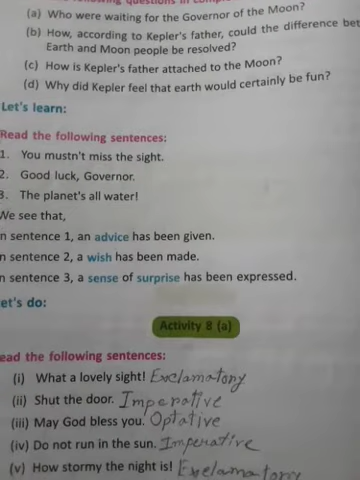 following questions in
(a) Who were waiting for the Governor of the Moon?
(b) How, according to Kepler's father, could the difference bet
Earth and Moon people be resolved?
(c) How is Kepler's father attached to the Moon?
(d) Why did Kepler feel that earth would certainly be fun?
Let's learn:
Read the following sentences:
1. You mustn't miss the sight.
2. Good luck, Governor.
3. The planet's all water!
We see that,
n sentence 1, an advice has been given.
n sentence 2, a wish has been made.
n sentence 3, a sense of surprise has been expressed.
et's do:
Activity 8 (a)
ead the following sentences:
(i) What a lovely sight! Exclamatory
(ii) Shut the door. Imperative
(iii) May God bless you. Optative
(iv) Do not run in the sun. Imperative
(v) How stormy the night is! Exclamatory